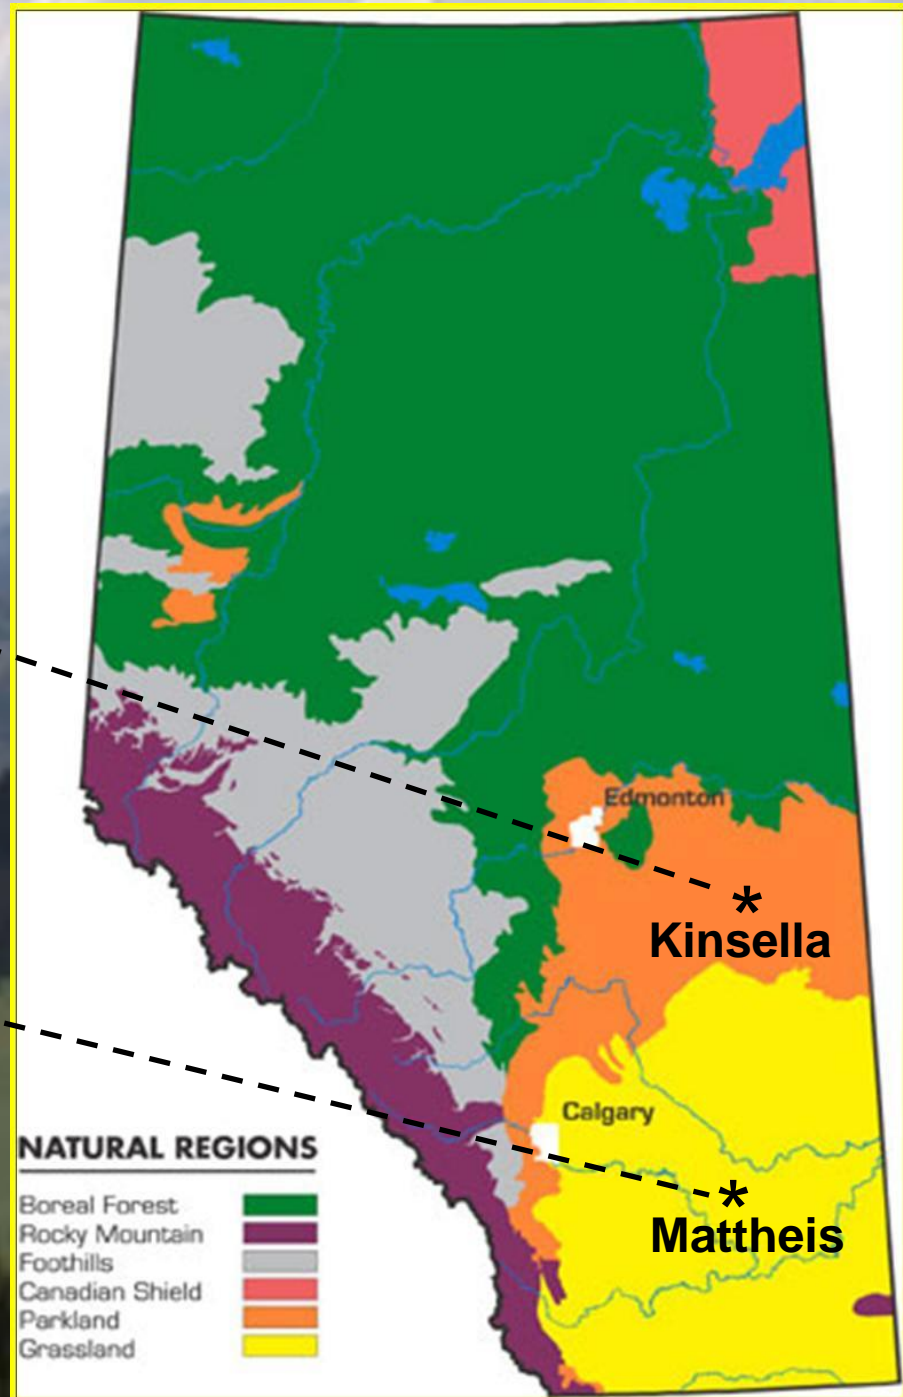 Edmonton
*
Kinsella
Calgary
*
Mattheis
NATURAL REGIONS
Boreal Forest
Rocky Mountain
Foothills
Canadian Shield
Parkland
Grassland